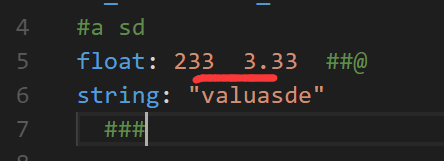 4 #a sd
5 float: 233 3.33 ##@
6 string: "valuasde"
7 ###